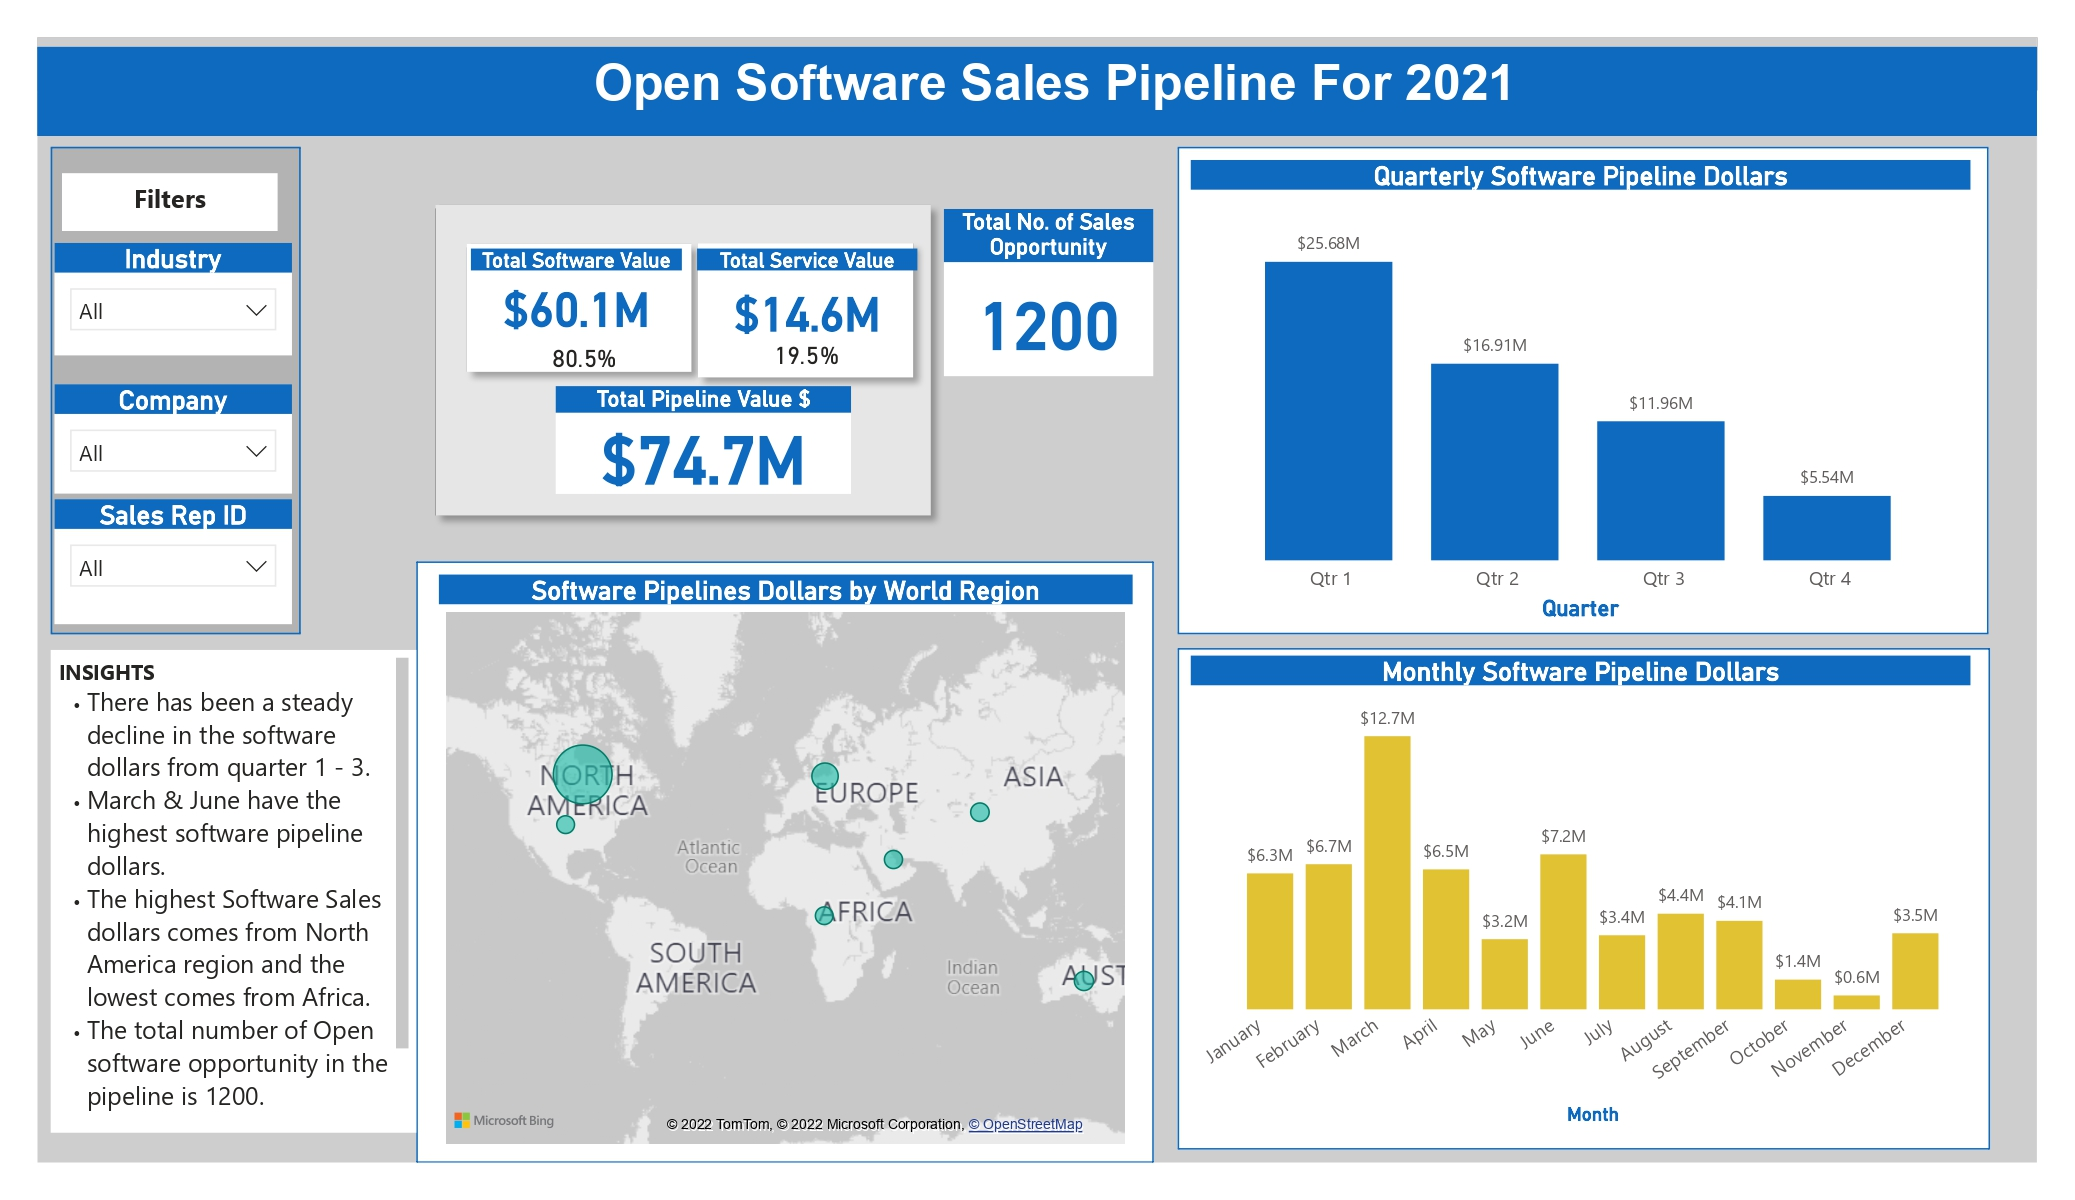 Open Software Sales Pipeline For 2021
Filters
Industry
All
Company
All
Sales Rep ID
All
INSIGHTS
• There has been a steady
decline in the software
dollars from quarter 1 - 3.
• March & June have the
highest software pipeline
dollars.
• The highest Software Sales
dollars comes from North
America region and the
lowest comes from Africa.
• The total number of Open
software opportunity in the
pipeline is 1200.
Total Software Value
$60.1M
80.5%
Total Service Value
$14.6M
19.5%
Total Pipeline Value $
$74.7M
Total No. of Sales
Opportunity
1200
Software Pipelines Dollars by World Region
NORTH
AMERICA
EUROPE
ASIA
Atlantic
Ocean
AFRICA
SOUTH
AMERICA
Indian
Ocean
AUST
Microsoft Bing
© 2022 TomTom, © 2022 Microsoft Corporation, © OpenStreetMap
Quarterly Software Pipeline Dollars
$25.68M
$16.91M
$11.96M
$5.54M
Qtr 1 Qtr 2 Qtr 3 Qtr 4
Quarter
Monthly Software Pipeline Dollars
$6.3M
$6.7M
$12.7M
$6.5M
$3.2M
$7.2M
$3.4M
$4.4M
$4.1M
$1.4M
$0.6M
$3.5M
January February March April May June July August September October November December
Month